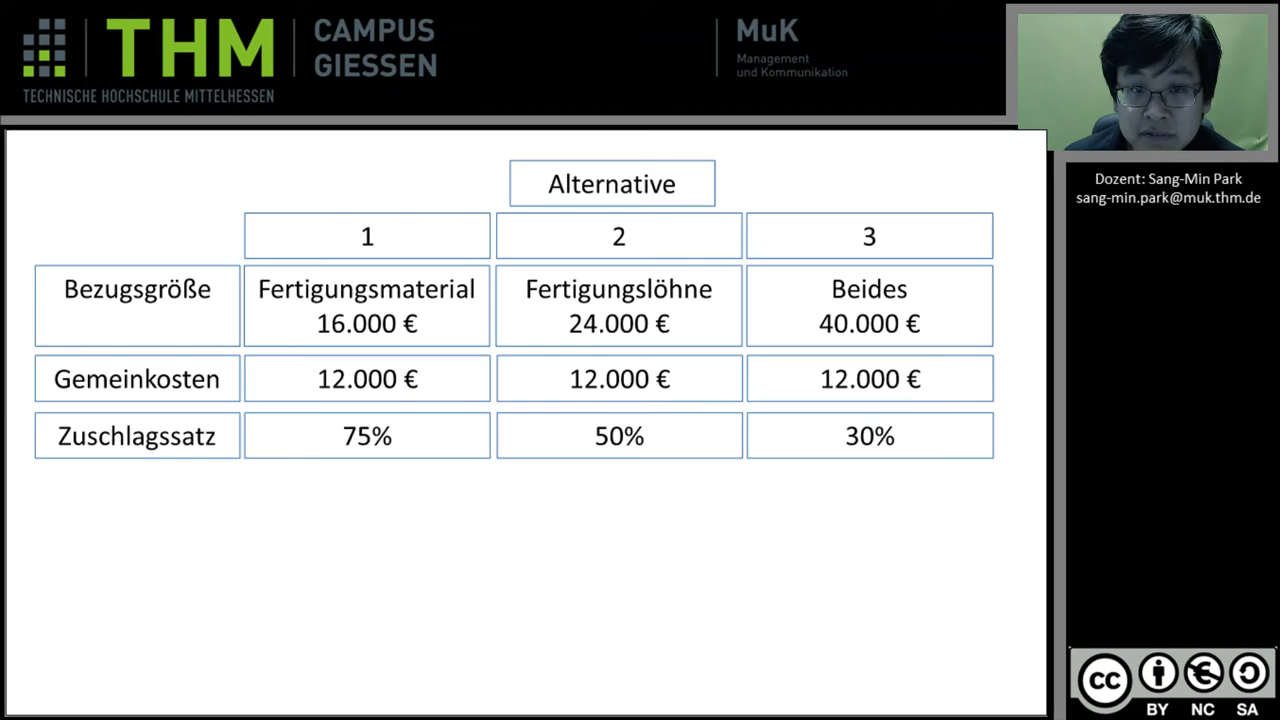 THM
CAMPUS
GIESSEN
TECHNISCHE HOCHSCHULE MITTELHESSEN
MuK
Management
und Kommunikation
Dozent: Sang-Min Park
sang-min.park@muk.thm.de
Alternative
1 2 3
Bezugsgröße Fertigungsmaterial Fertigungslöhne Beides
16.000 € 24.000 € 40.000 €
Gemeinkosten 12.000 € 12.000 € 12.000 €
Zuschlagssatz 75% 50% 30%
CC
BY NC SA